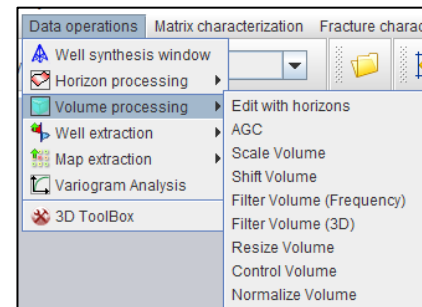 Data operations Matrix characterization Fracture charac
Well synthesis window
Horizon processing
Volume processing
Well extraction
Map extraction
Variogram Analysis
3D ToolBox
Edit with horizons
AGC
Scale Volume
Shift Volume
Filter Volume (Frequency)
Filter Volume (3D)
Resize Volume
Control Volume
Normalize Volume